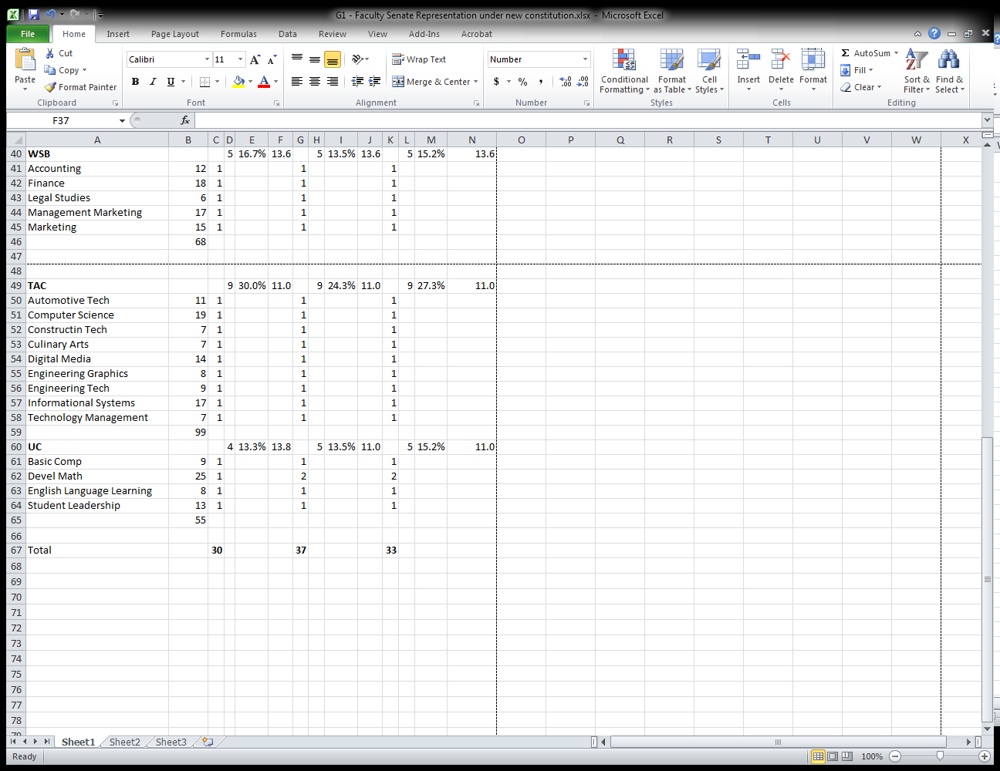 G1 - Faculty Senate Representation under new constitution.xlsx - Microsoft Excel
File Home Insert Page Layout Formulas Data Review View Add-Ins Acrobat
Paste Cut Copy Format Painter Clipboard
Calibri 11 A A B I U A Font
Wrap Text Merge & Center Alignment
Number $ % , .00 .0 Number
Conditional Formatting Format as Table Cell Styles Styles
Insert Delete Format Cells
Σ AutoSum Fill Clear Sort & Filter Find & Select Editing
F37 fx
A B C D E F G H I J K L M N O P Q R S T U V W X
40 WSB 5 16.7% 13.6 5 13.5% 13.6 5 15.2% 13.6
41 Accounting 12 1 1 1
42 Finance 18 1 1 1
43 Legal Studies 6 1 1 1
44 Management Marketing 17 1 1 1
45 Marketing 15 1 1 1
46 68
47
48
49 TAC 9 30.0% 11.0 9 24.3% 11.0 9 27.3% 11.0
50 Automotive Tech 11 1 1 1
51 Computer Science 19 1 1 1
52 Constructin Tech 7 1 1 1
53 Culinary Arts 7 1 1 1
54 Digital Media 14 1 1 1
55 Engineering Graphics 8 1 1 1
56 Engineering Tech 9 1 1 1
57 Informational Systems 17 1 1 1
58 Technology Management 7 1 1 1
59 99
60 UC 4 13.3% 13.8 5 13.5% 11.0 5 15.2% 11.0
61 Basic Comp 9 1 1 1
62 Devel Math 25 1 2 2
63 English Language Learning 8 1 1 1
64 Student Leadership 13 1 1 1
65 55
66
67 Total 30 37 33
68
69
70
71
72
73
74
75
76
77
78
79
Sheet1 Sheet2 Sheet3
Ready 100%